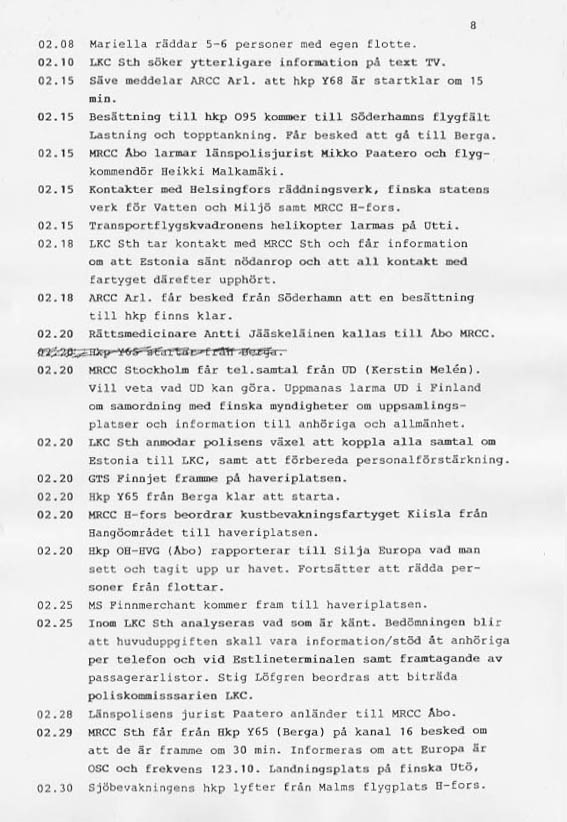 8
02.08 Mariella räddar 5-6 personer med egen flotte.
02.10 LKC Sth söker ytterligare information på text TV.
02.15 Säve meddelar ARCC Arl. att hkp Y68 är startklar om 15
min.
02.15 Besättning till hkp 095 kommer till Söderhamns flygfält
Lastning och topptankning. Får besked att gå till Berga.
02.15 MRCC Åbo larmar länspolisjurist Mikko Paatero och flyg-
kommendör Heikki Malkamäki.
02.15 Kontakter med Helsingfors räddningsverk, finska statens
verk för Vatten och Miljö samt MRCC H-fors.
02.15 Transportflygskvadronens helikopter larmas på Utti.
02.18 LKC Sth tar kontakt med MRCC Sth och får information
om att Estonia sänt nödanrop och att all kontakt med
fartyget därefter upphört.
02.18 ARCC Arl. får besked från Söderhamn att en besättning
till hkp finns klar.
02.20 Rättsmedicinare Antti Jääskeläinen kallas till Åbo MRCC.
02.20 Hkp Y65 startar från Berga.
02.20 MRCC Stockholm får tel.samtal från UD (Kerstin Melén).
Vill veta vad UD kan göra. Uppmanas larma UD i Finland
om samordning med finska myndigheter om uppsamlings-
platser och information till anhöriga och allmänhet.
02.20 LKC Sth anmodar polisens växel att koppla alla samtal om
Estonia till LKC, samt att förbereda personalförstärkning.
02.20 GTS Finnjet framme på haveriplatsen.
02.20 Hkp Y65 från Berga klar att starta.
02.20 MRCC H-fors beordrar kustbevakningsfartyget Kiisla från
Hangöområdet till haveriplatsen.
02.20 Hkp OH-HVG (Åbo) rapporterar till Silja Europa vad man
sett och tagit upp ur havet. Fortsätter att rädda per-
soner från flottar.
02.25 MS Finnmerchant kommer fram till haveriplatsen.
02.25 Inom LKC Sth analyseras vad som är känt. Bedömningen blir
att huvuduppgiften skall vara information/stöd åt anhöriga
per telefon och vid Estlineterminalen samt framtagande av
passagerarlistor. Stig Löfgren beordras att biträda
poliskommisssarien LKC.
02.28 Länspolisens jurist Paatero anländer till MRCC Åbo.
02.29 MRCC Sth får från Hkp Y65 (Berga) på kanal 16 besked om
att de är framme om 30 min. Informeras om att Europa är
OSC och frekvens 123.10. Landningsplats på finska Utö,
02.30 Sjöbevakningens hkp lyfter från Malms flygplats H-fors.